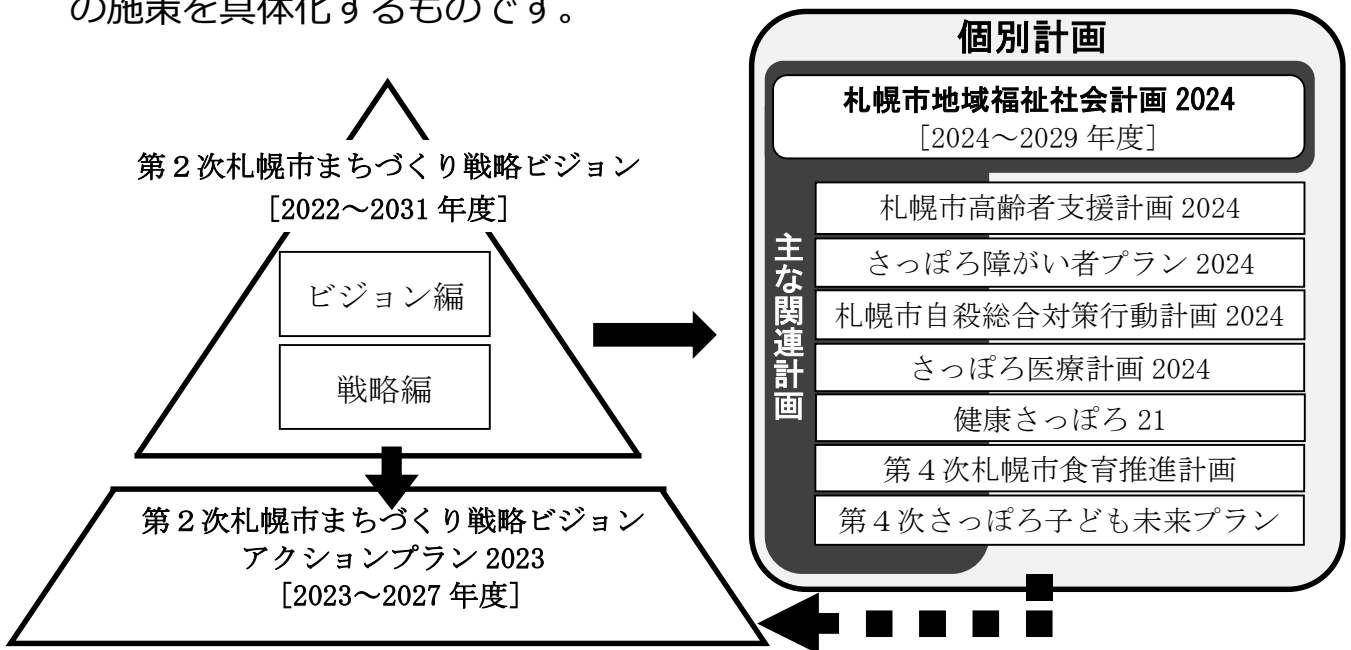 の施策を具体化するものです。
第２次札幌市まちづくり戦略ビジョン
［2022～2031 年度］
ビジョン編
戦略編
第２次札幌市まちづくり戦略ビジョン
アクションプラン 2023
［2023～2027 年度］
個別計画
札幌市地域福祉社会計画 2024
［2024～2029 年度］
主な関連計画
札幌市高齢者支援計画 2024
さっぽろ障がい者プラン 2024
札幌市自殺総合対策行動計画 2024
さっぽろ医療計画 2024
健康さっぽろ 21
第４次札幌市食育推進計画
第４次さっぽろ子ども未来プラン